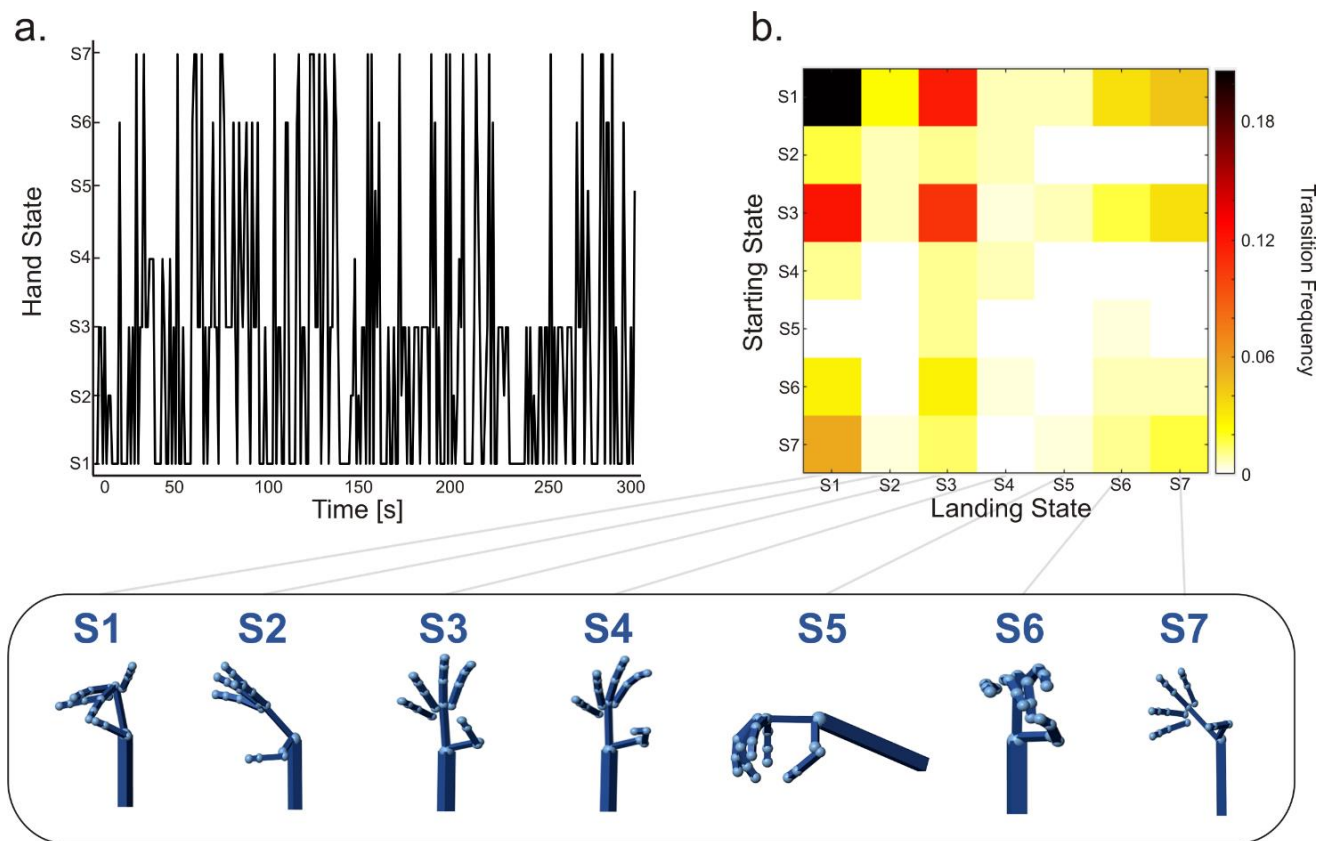 a.
Hand State
S7
S6
S5
S4
S3
S2
S1
0 50 100 150 200 250 300
Time [s]
b.
Starting State
S1
S2
S3
S4
S5
S6
S7
S1 S2 S3 S4 S5 S6 S7
Landing State
0.18
0.12
0.06
0
Transition Frequency
S1 S2 S3 S4 S5 S6 S7